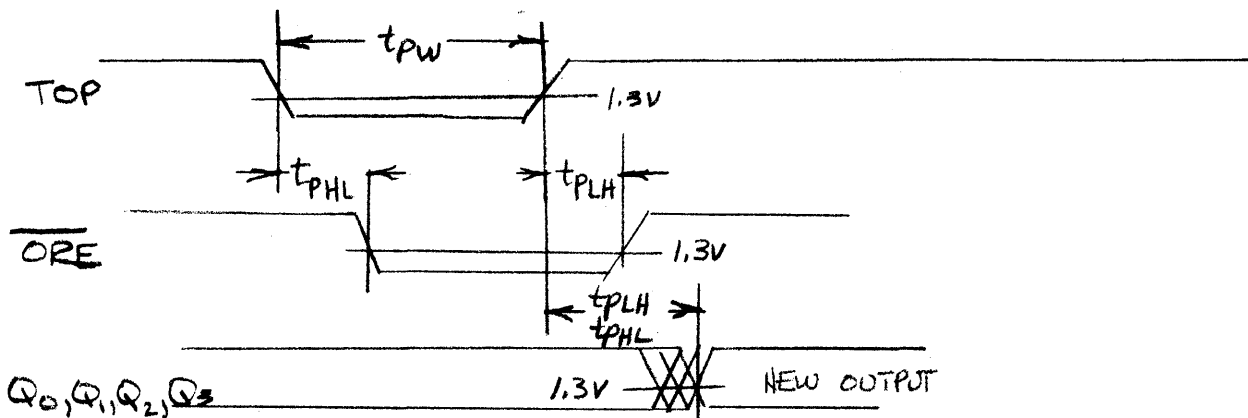 tPW
TOP
1.3V
tPHL
tPLH
ORE
1.3V
tPLH
tPHL
Q0,Q1,Q2,Q3
1.3V
NEW OUTPUT